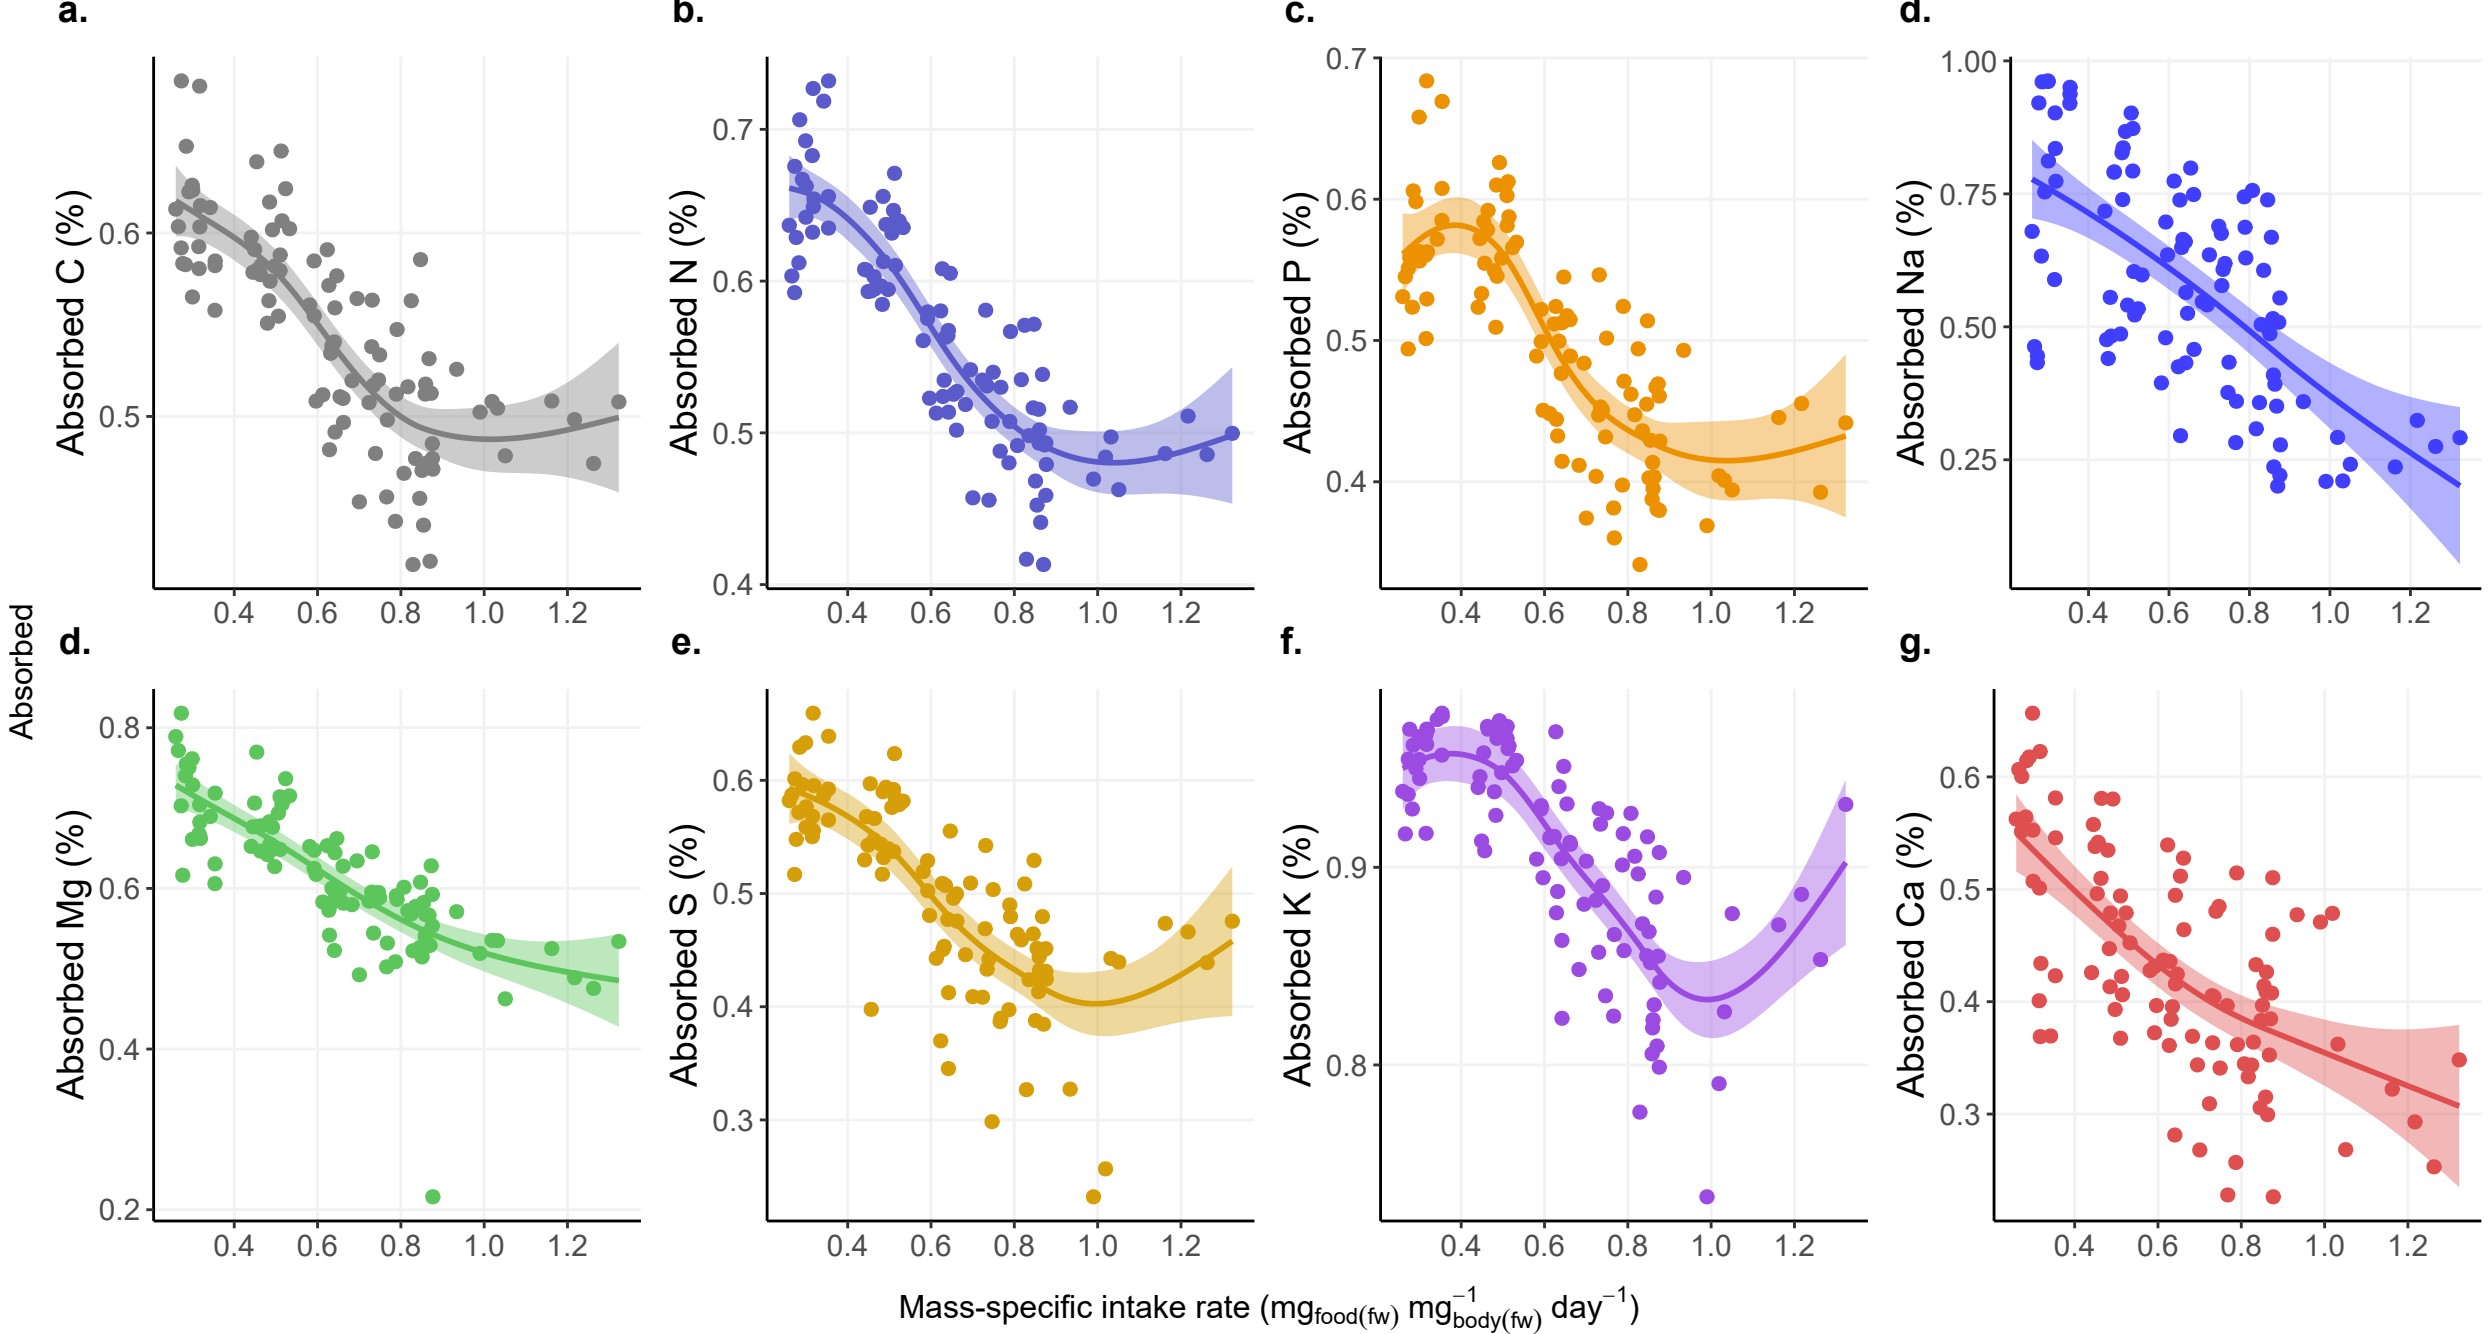 a.
b.
c.
d.
Absorbed C (%)
0.6
0.5
0.4 0.6 0.8 1.0 1.2
Absorbed N (%)
0.7
0.6
0.5
0.4
0.4 0.6 0.8 1.0 1.2
Absorbed P (%)
0.7
0.6
0.5
0.4
0.4 0.6 0.8 1.0 1.2
Absorbed Na (%)
1.00
0.75
0.50
0.25
0.4 0.6 0.8 1.0 1.2
Absorbed
d.
e.
f.
g.
Absorbed Mg (%)
0.8
0.6
0.4
0.2
0.4 0.6 0.8 1.0 1.2
Absorbed S (%)
0.6
0.5
0.4
0.3
0.4 0.6 0.8 1.0 1.2
Absorbed K (%)
0.9
0.8
0.4 0.6 0.8 1.0 1.2
Absorbed Ca (%)
0.6
0.5
0.4
0.3
0.4 0.6 0.8 1.0 1.2
Mass-specific intake rate (mg food(fw) mg body(fw) −1 day −1)